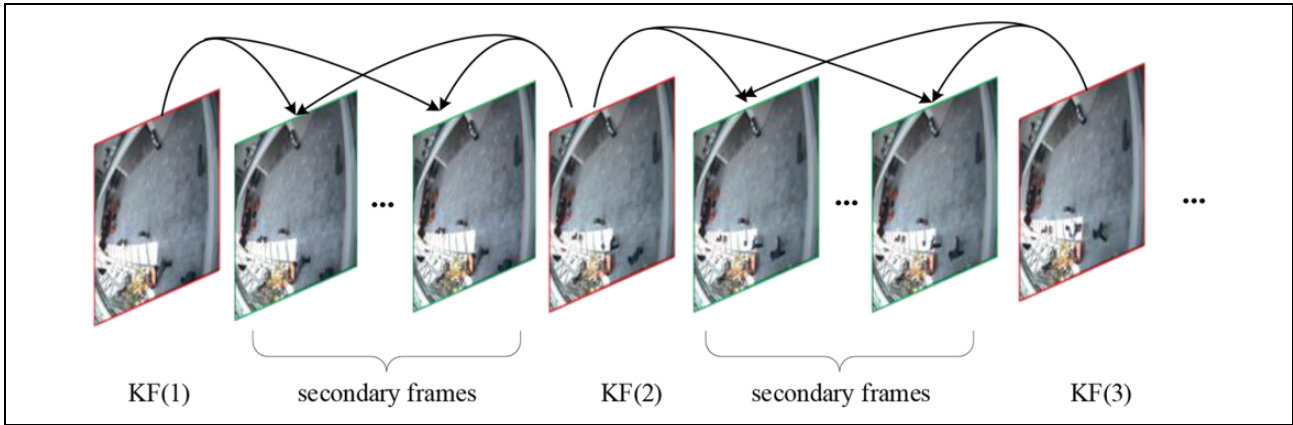 ... ... ...
KF(1) secondary frames KF(2) secondary frames KF(3)